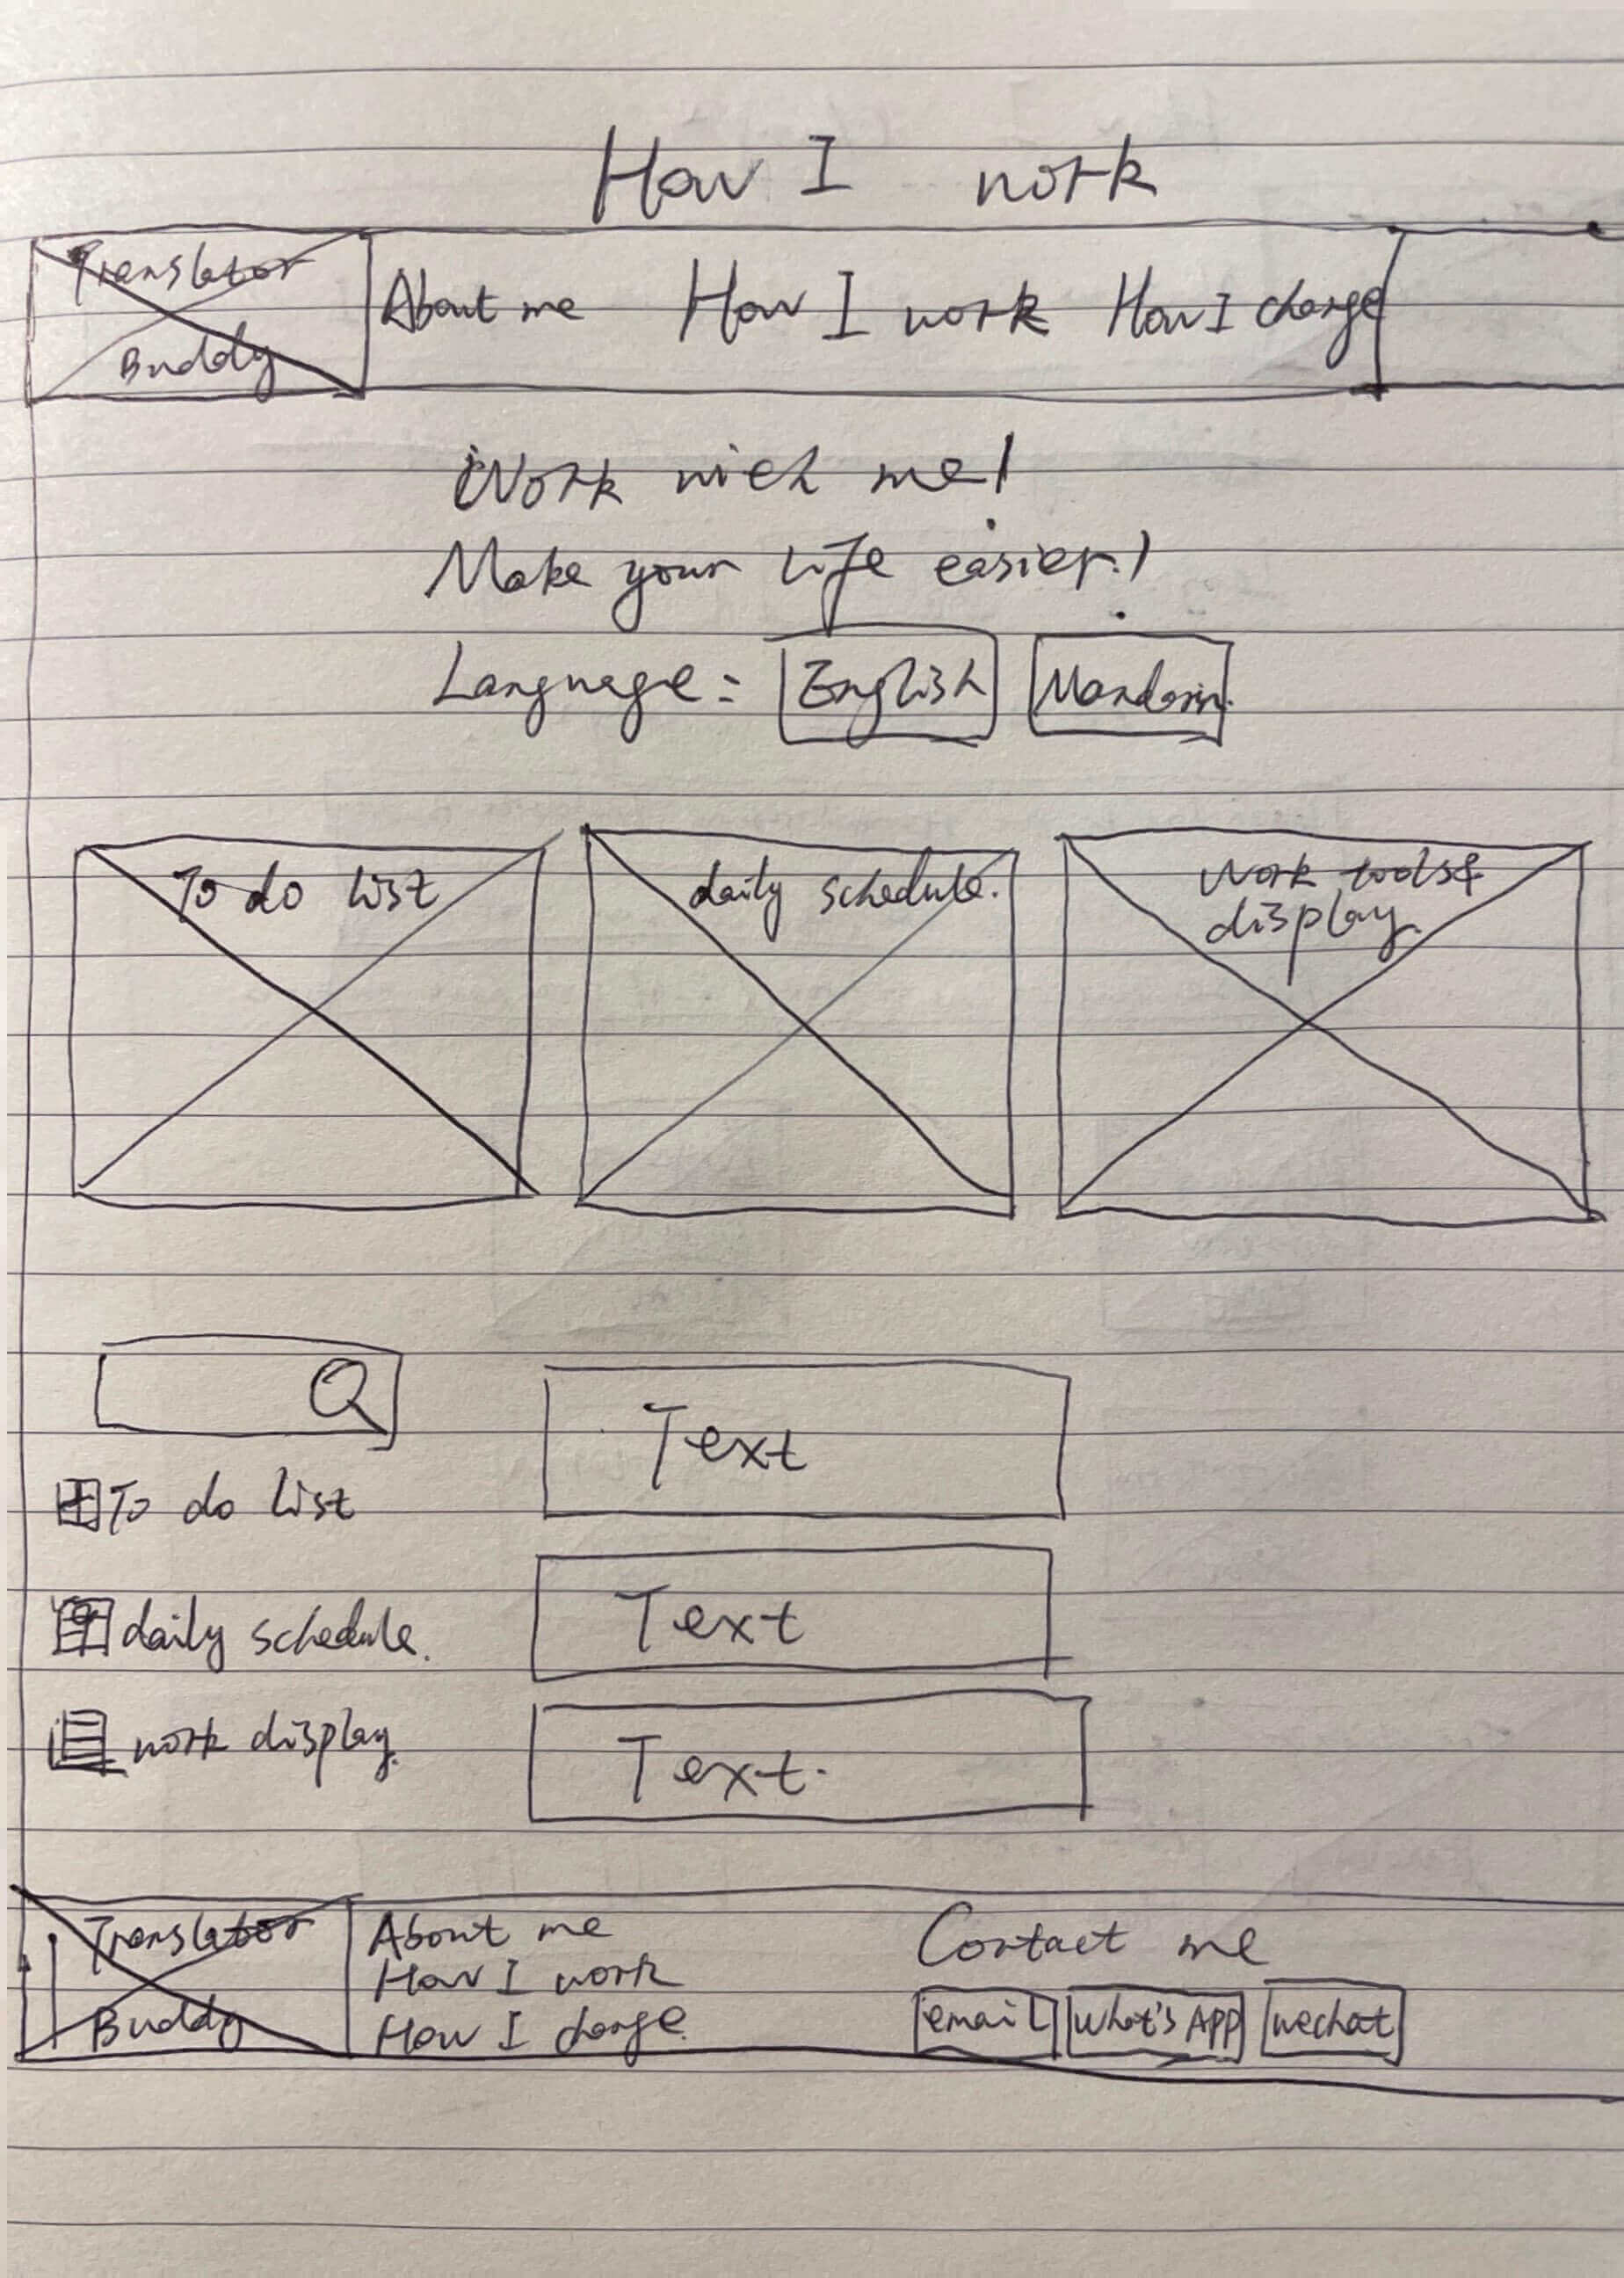 How I work
Translator
Buddy
About me How I work How I charge
Work with me!
Make your life easier!
Language: English Mandarin
To do list
daily schedule.
Work tools &
display.
Text
To do list
Text
daily schedule.
Text.
work display.
Translator
Buddy
About me
How I work
How I charge
Contact me
email What's App wechat